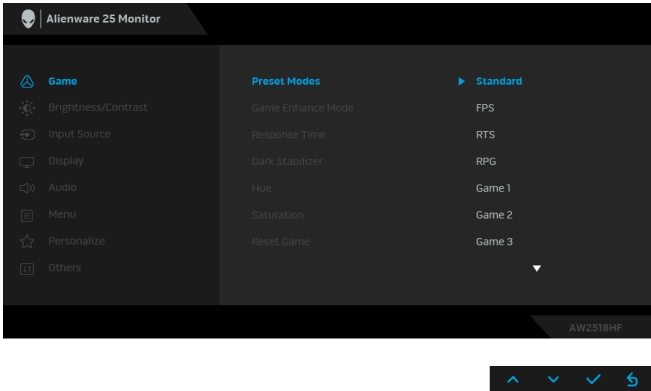 Alienware 25 Monitor
Game Preset Modes Standard
Brightness/Contrast Game Enhance Mode FPS
Input Source Response Time RTS
Display Dark Stabilizer RPG
Audio Hue Game 1
Menu Saturation Game 2
Personalize Reset Game Game 3
Others
AW2518HF